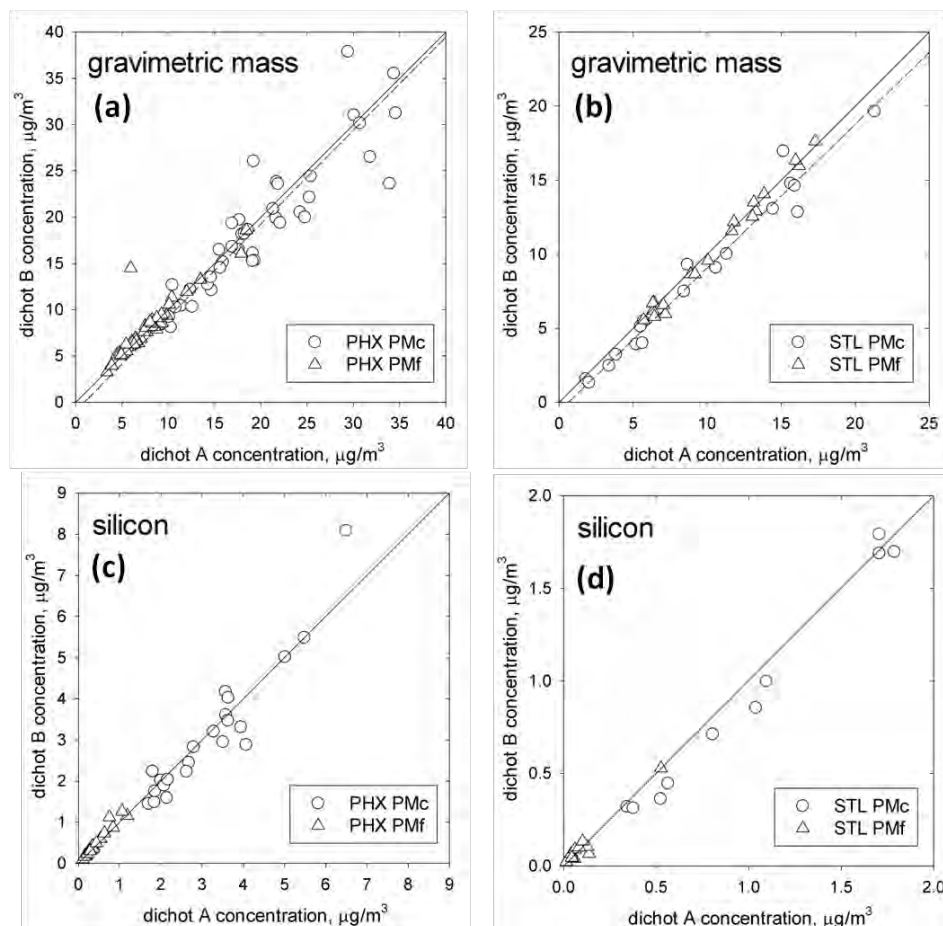 gravimetric mass
(a)
dichot B concentration, µg/m³
40
35
30
25
20
15
10
5
0
PHX PMc
PHX PMf
0 5 10 15 20 25 30 35 40
dichot A concentration, µg/m³
gravimetric mass
(b)
dichot B concentration, µg/m³
25
20
15
10
5
0
STL PMc
STL PMf
0 5 10 15 20 25
dichot A concentration, µg/m³
silicon
(c)
dichot B concentration, µg/m³
9
8
7
6
5
4
3
2
1
0
PHX PMc
PHX PMf
0 1 2 3 4 5 6 7 8 9
dichot A concentration, µg/m³
silicon
(d)
dichot B concentration, µg/m³
2.0
1.5
1.0
0.5
0.0
STL PMc
STL PMf
0.0 0.5 1.0 1.5 2.0
dichot A concentration, µg/m³